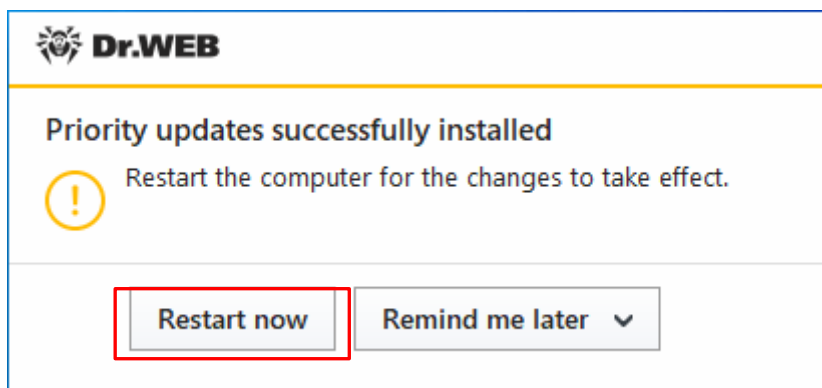 Dr.WEB
Priority updates successfully installed
Restart the computer for the changes to take effect.
Restart now
Remind me later